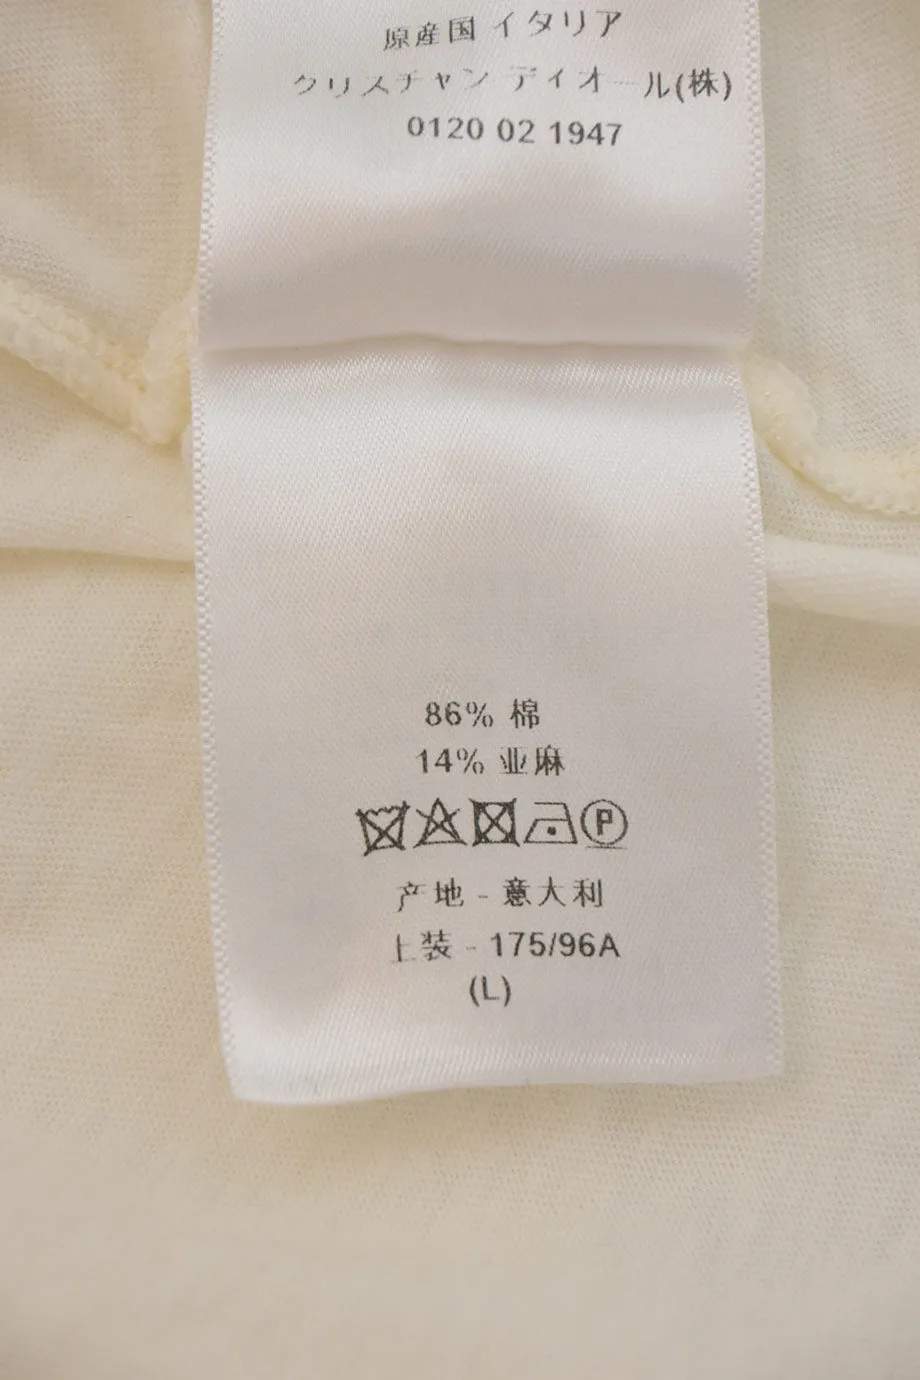 原産国 イタリア
クリスチャン ディオール(株)
0120 02 1947
86% 棉
14% 亚麻
P
产地 - 意大利
上装 - 175/96A
(L)